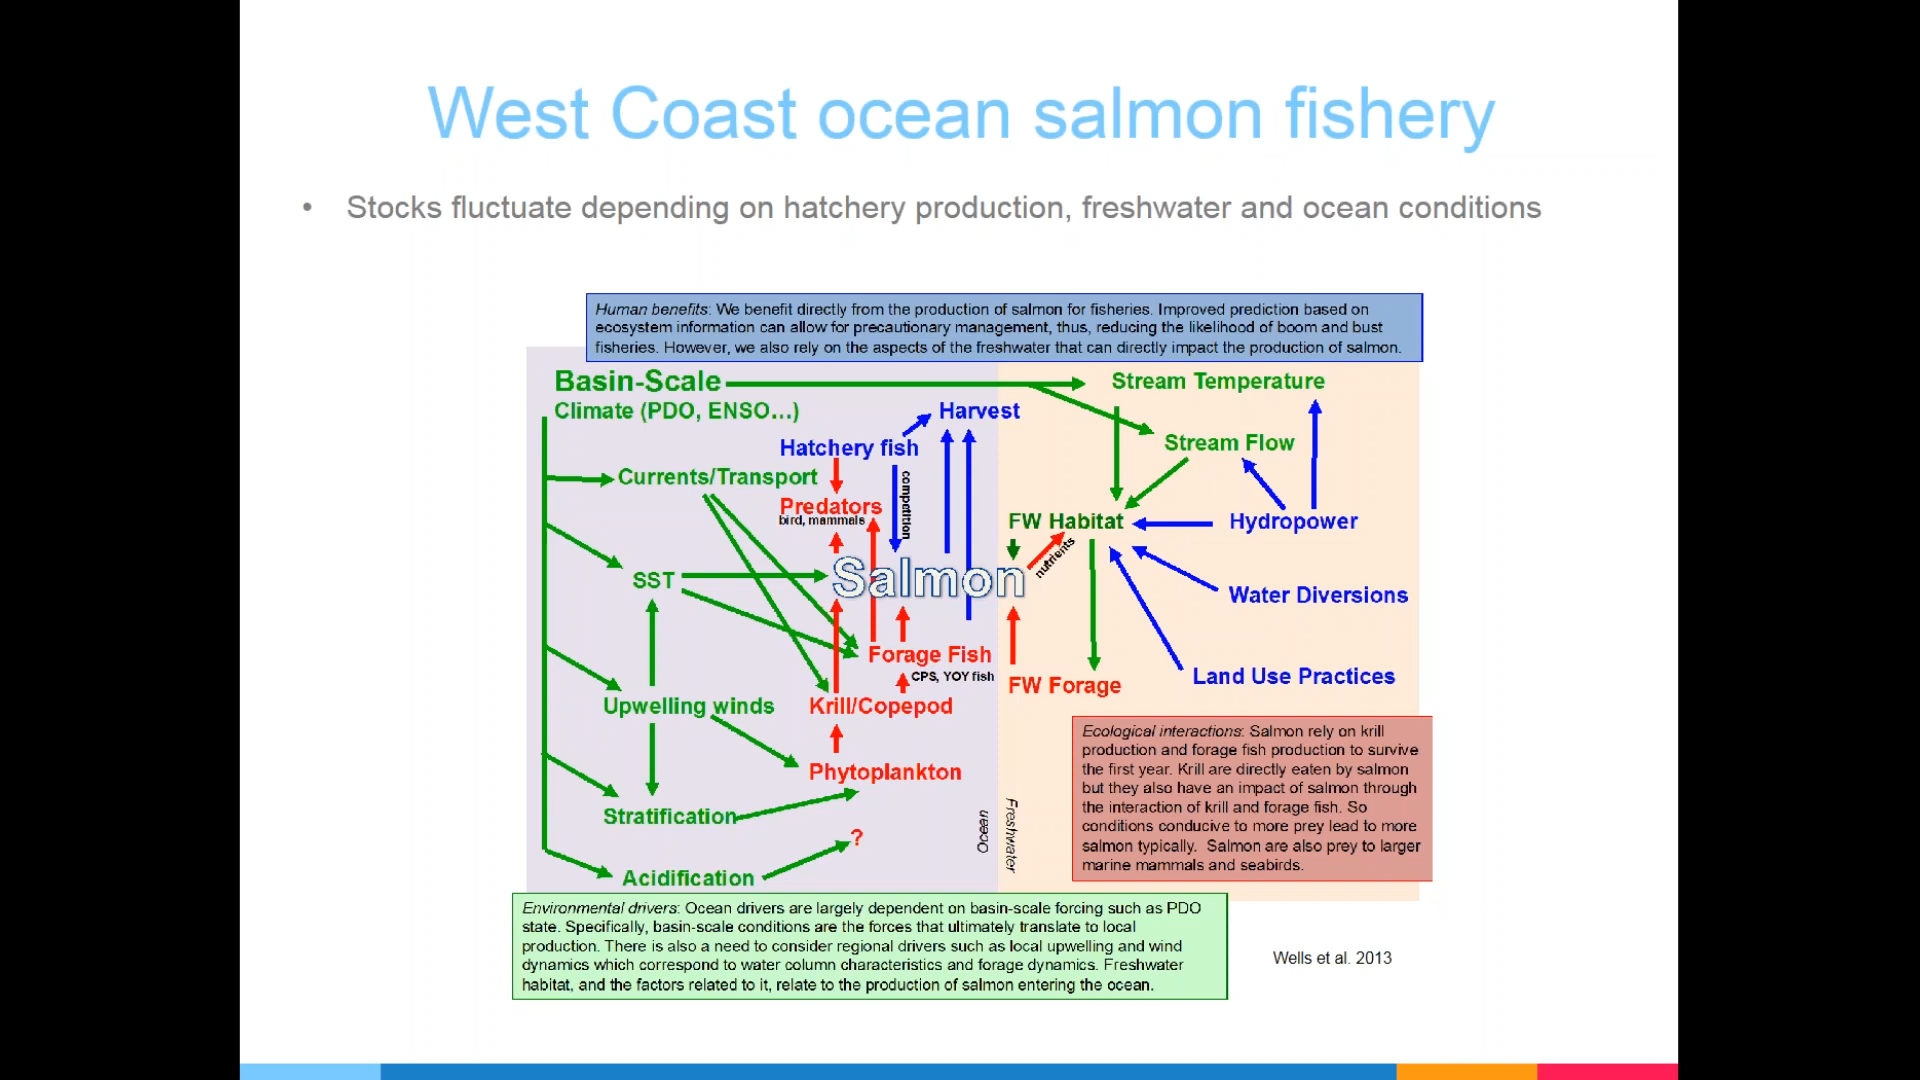 West Coast ocean salmon fishery
• Stocks fluctuate depending on hatchery production, freshwater and ocean conditions
Human benefits: We benefit directly from the production of salmon for fisheries. Improved prediction based on
ecosystem information can allow for precautionary management, thus, reducing the likelihood of boom and bust
fisheries. However, we also rely on the aspects of the freshwater that can directly impact the production of salmon.
Basin-Scale
Climate (PDO, ENSO...)
Stream Temperature
Harvest
Hatchery fish
Stream Flow
Currents/Transport
competition
Predators
bird, mammals
FW Habitat
Hydropower
nutrients
SST
Salmon
Water Diversions
Forage Fish
CPS, YOY fish
FW Forage
Land Use Practices
Upwelling winds
Krill/Copepod
Phytoplankton
Stratification
Ocean
Freshwater
?
Acidification
Ecological interactions: Salmon rely on krill
production and forage fish production to survive
the first year. Krill are directly eaten by salmon
but they also have an impact of salmon through
the interaction of krill and forage fish. So
conditions conducive to more prey lead to more
salmon typically. Salmon are also prey to larger
marine mammals and seabirds.
Environmental drivers: Ocean drivers are largely dependent on basin-scale forcing such as PDO
state. Specifically, basin-scale conditions are the forces that ultimately translate to local
production. There is also a need to consider regional drivers such as local upwelling and wind
dynamics which correspond to water column characteristics and forage dynamics. Freshwater
habitat, and the factors related to it, relate to the production of salmon entering the ocean.
Wells et al. 2013